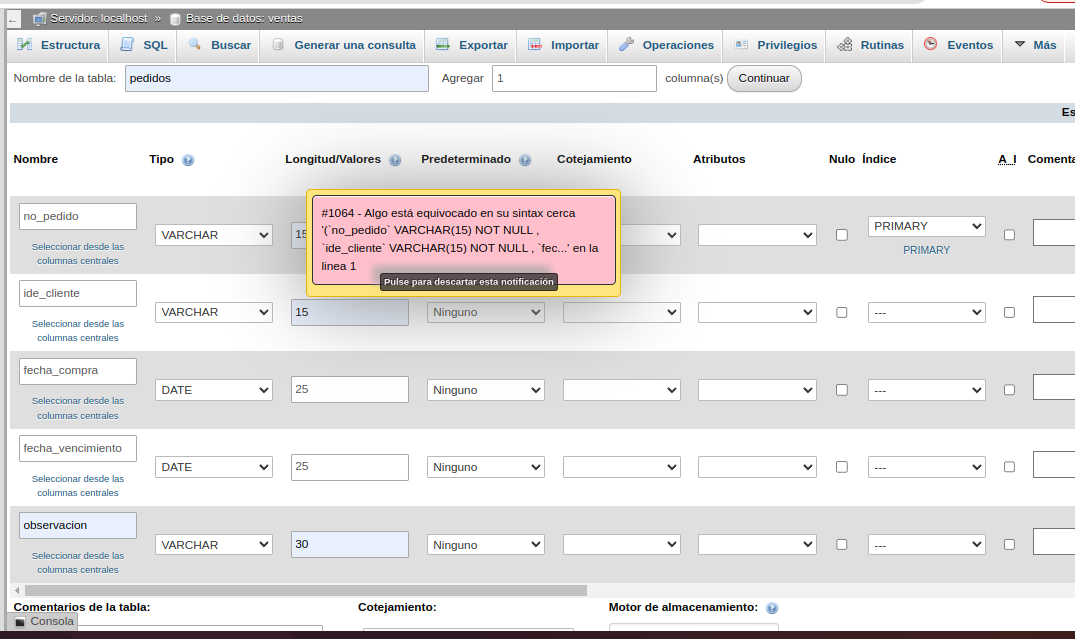 ← Servidor: localhost » Base de datos: ventas
Estructura SQL Buscar Generar una consulta Exportar Importar Operaciones Privilegios Rutinas Eventos Más
Nombre de la tabla: pedidos Agregar 1 columna(s) Continuar
Es
Nombre Tipo Longitud/Valores Predeterminado Cotejamiento Atributos Nulo Índice A_I Comenta
#1064 - Algo está equivocado en su sintax cerca
'(`no_pedido` VARCHAR(15) NOT NULL ,
`ide_cliente` VARCHAR(15) NOT NULL , `fec...' en la
linea 1
Pulse para descartar esta notificación
no_pedido VARCHAR 15 PRIMARY
Seleccionar desde las
columnas centrales
PRIMARY
ide_cliente VARCHAR 15 Ninguno ---
Seleccionar desde las
columnas centrales
fecha_compra DATE 25 Ninguno ---
Seleccionar desde las
columnas centrales
fecha_vencimiento DATE 25 Ninguno ---
Seleccionar desde las
columnas centrales
observacion VARCHAR 30 Ninguno ---
Seleccionar desde las
columnas centrales
Comentarios de la tabla: Cotejamiento: Motor de almacenamiento:
Consola